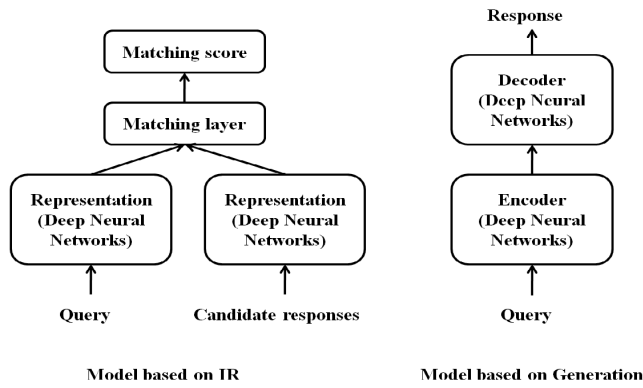 Matching score
Matching layer
Representation
(Deep Neural
Networks)
Representation
(Deep Neural
Networks)
Query
Candidate responses
Model based on IR
Response
Decoder
(Deep Neural
Networks)
Encoder
(Deep Neural
Networks)
Query
Model based on Generation